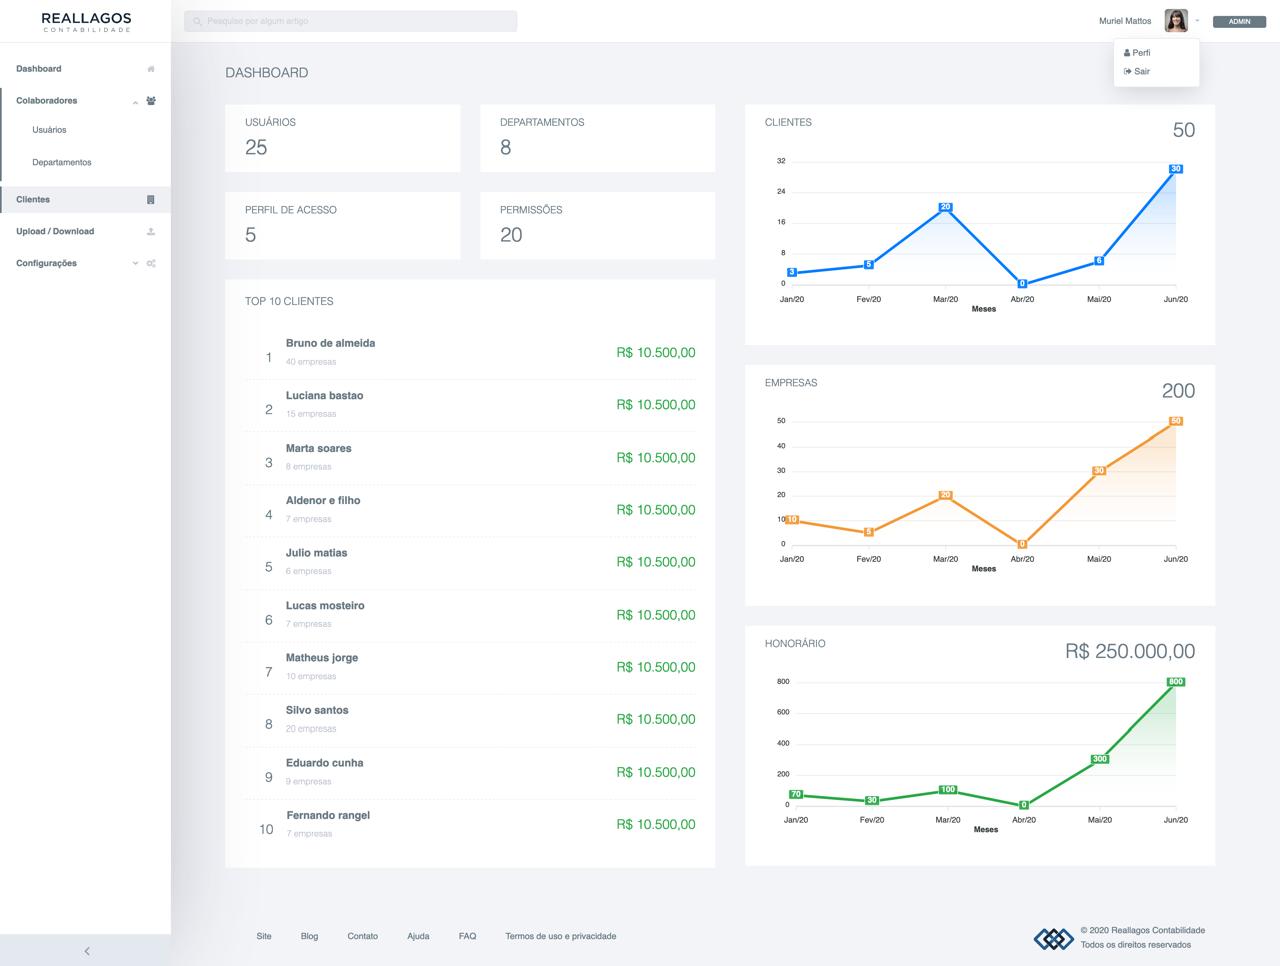 REALLAGOS
CONTABILIDADE
Pesquise por algum artigo
Muriel Mattos
ADMIN
Perfi
Sair
Dashboard
Colaboradores
Usuários
Departamentos
Clientes
Upload / Download
Configurações
DASHBOARD
USUÁRIOS
25
DEPARTAMENTOS
8
PERFIL DE ACESSO
5
PERMISSÕES
20
TOP 10 CLIENTES
1 Bruno de almeida R$ 10.500,00
40 empresas
2 Luciana bastao R$ 10.500,00
15 empresas
3 Marta soares R$ 10.500,00
8 empresas
4 Aldenor e filho R$ 10.500,00
7 empresas
5 Julio matias R$ 10.500,00
6 empresas
6 Lucas mosteiro R$ 10.500,00
7 empresas
7 Matheus jorge R$ 10.500,00
10 empresas
8 Silvo santos R$ 10.500,00
20 empresas
9 Eduardo cunha R$ 10.500,00
9 empresas
10 Fernando rangel R$ 10.500,00
7 empresas
CLIENTES
50
32
24
16
8
0
3 5 20 0 6 30
Jan/20 Fev/20 Mar/20 Abr/20 Mai/20 Jun/20
Meses
EMPRESAS
200
50
40
30
20
10
0
10 5 20 0 30 50
Jan/20 Fev/20 Mar/20 Abr/20 Mai/20 Jun/20
Meses
HONORÁRIO
R$ 250.000,00
800
600
400
200
0
70 30 100 0 300 800
Jan/20 Fev/20 Mar/20 Abr/20 Mai/20 Jun/20
Meses
Site Blog Contato Ajuda FAQ Termos de uso e privacidade
© 2020 Reallagos Contabilidade
Todos os direitos reservados